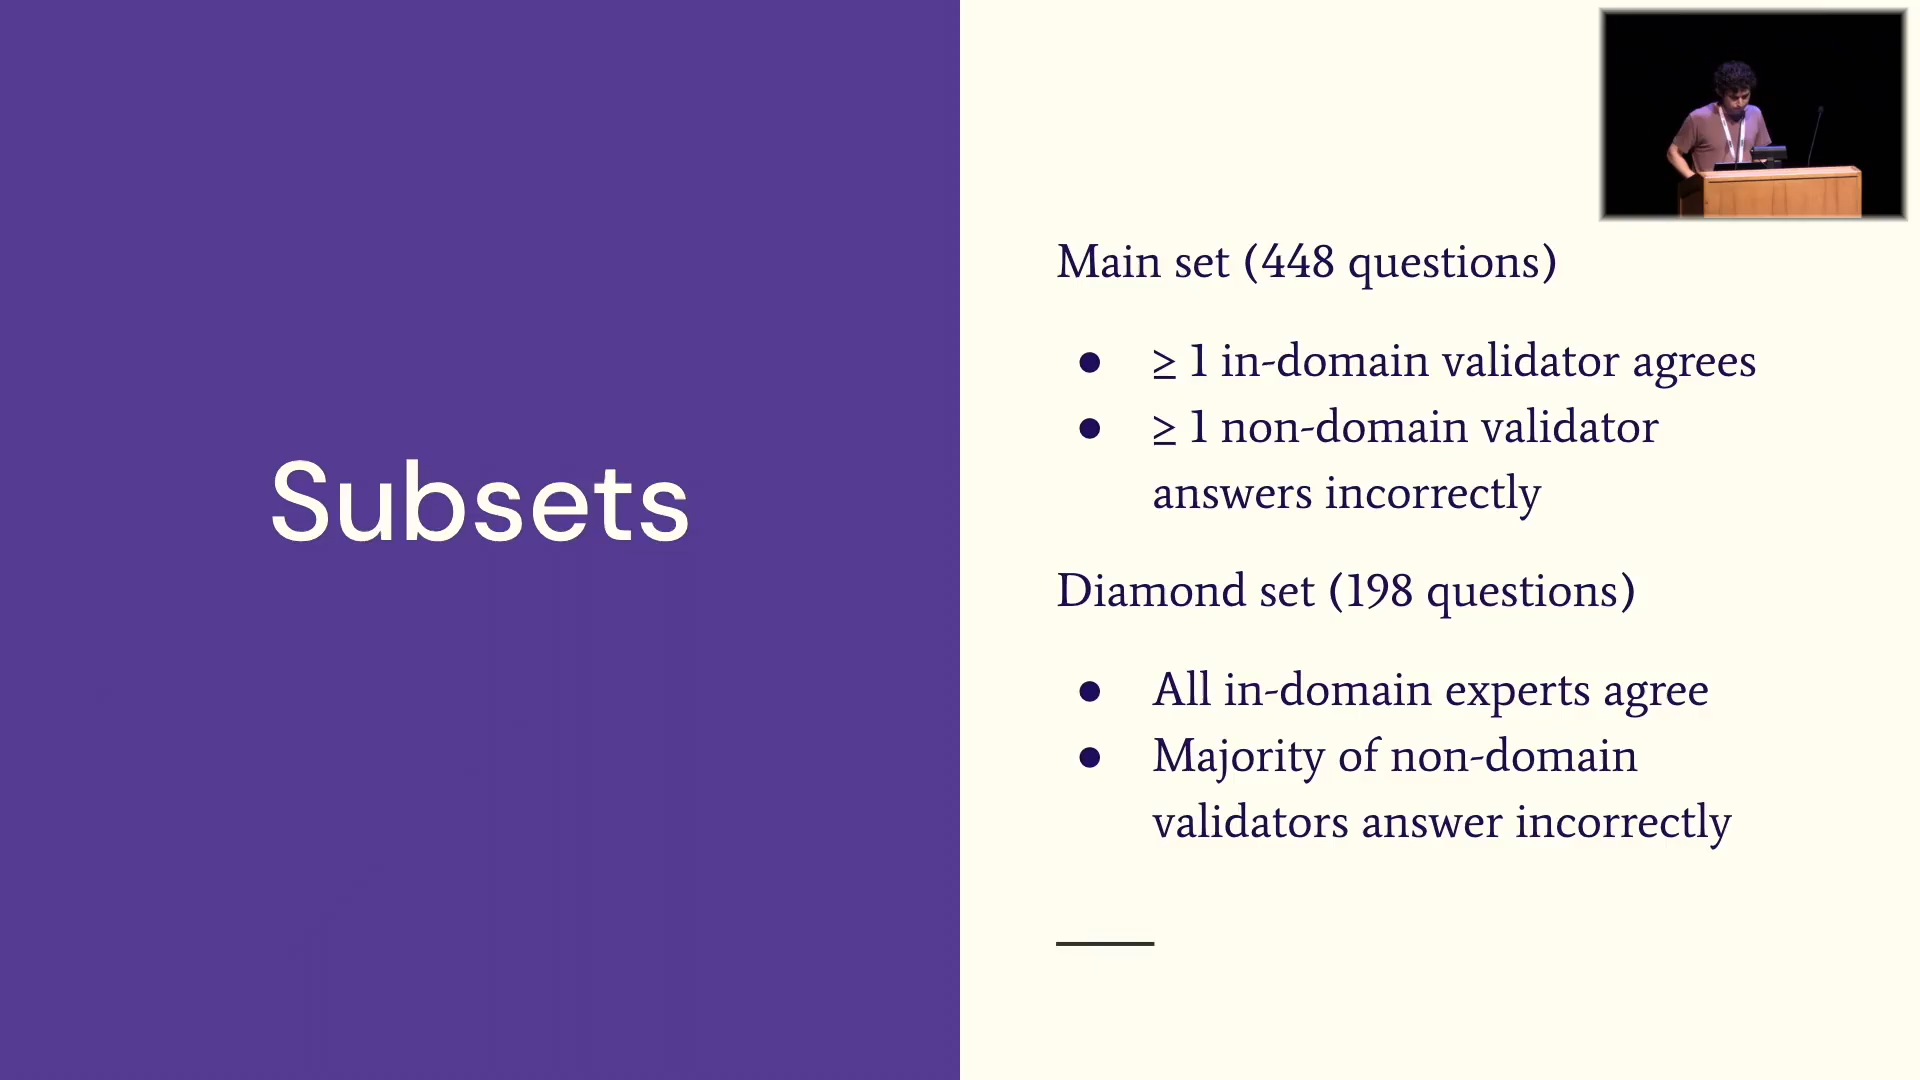 Subsets
Main set (448 questions)
● ≥ 1 in-domain validator agrees
● ≥ 1 non-domain validator
answers incorrectly
Diamond set (198 questions)
● All in-domain experts agree
● Majority of non-domain
validators answer incorrectly